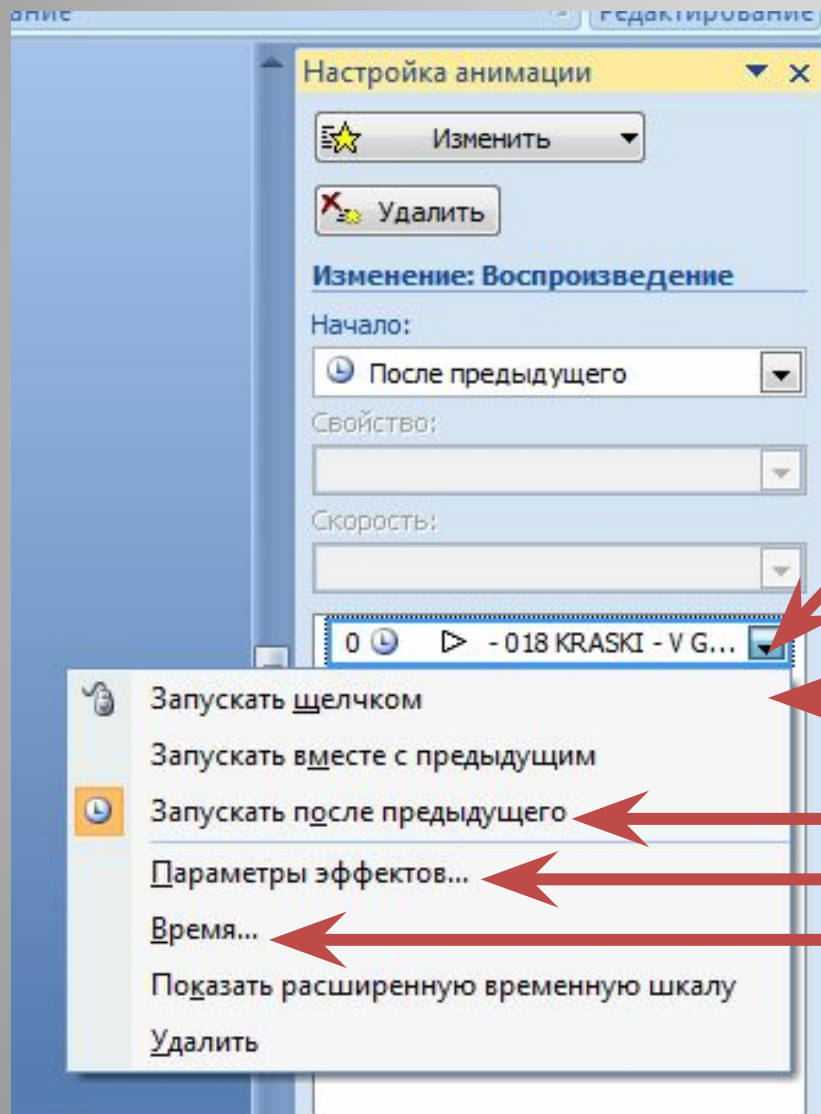 ание
Редактирование
Настройка анимации
Изменить
Удалить
Изменение: Воспроизведение
Начало:
После предыдущего
Свойство:
Скорость:
0 - 018 KRASKI - V G...
Запускать щелчком
Запускать вместе с предыдущим
Запускать после предыдущего
Параметры эффектов...
Время...
Показать расширенную временную шкалу
Удалить